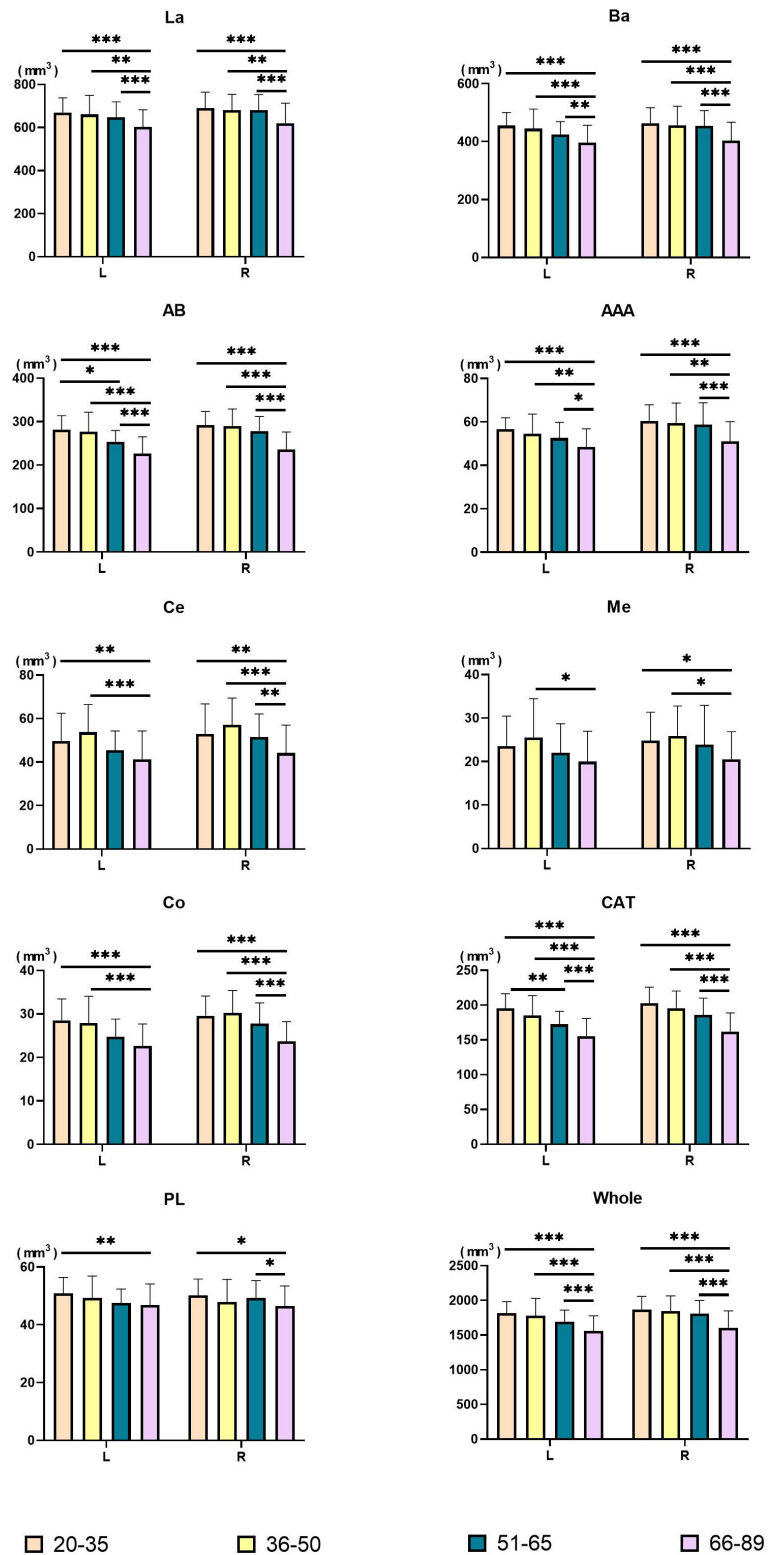 La
Ba
(mm³)
***
***
**
**
***
***
800
600
400
200
0
L
R
(mm³)
***
***
***
***
**
***
600
400
200
0
L
R
AB
AAA
(mm³)
***
***
*
***
***
***
***
400
300
200
100
0
L
R
(mm³)
***
***
**
**
*
***
80
60
40
20
0
L
R
Ce
Me
(mm³)
**
**
***
***
**
80
60
40
20
0
L
R
(mm³)
*
*
*
40
30
20
10
0
L
R
Co
CAT
(mm³)
***
***
***
***
***
40
30
20
10
0
L
R
(mm³)
***
***
***
***
**
***
***
250
200
150
100
50
0
L
R
PL
Whole
(mm³)
**
*
*
60
40
20
0
L
R
(mm³)
***
***
***
***
***
***
2500
2000
1500
1000
500
0
L
R
20-35
36-50
51-65
66-89